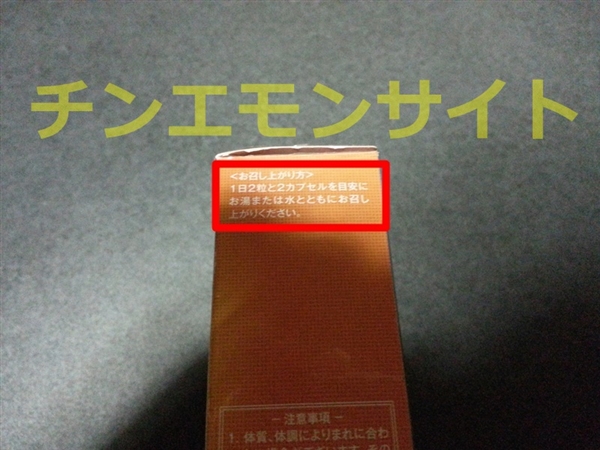 チンエモンサイト
<お召し上がり方>
1日2粒と2カプセルを目安に
お湯または水とともにお召し
上がりください。
－注意事項－
1. 体質、体調によりまれに合わ